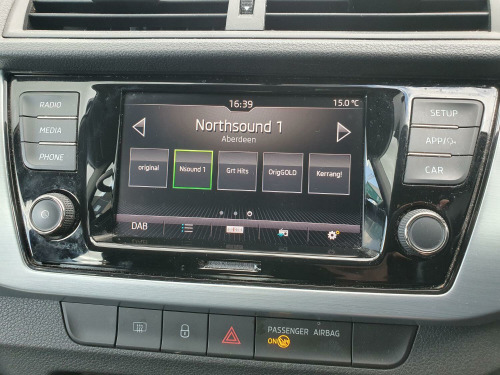 16:39
15.0°C
RADIO
MEDIA
PHONE
Northsound 1
Aberdeen
original
Nsound 1
Grt Hits
OrigGOLD
Kerrang!
DAB
SETUP
APP/
CAR
PASSENGER AIRBAG
ON